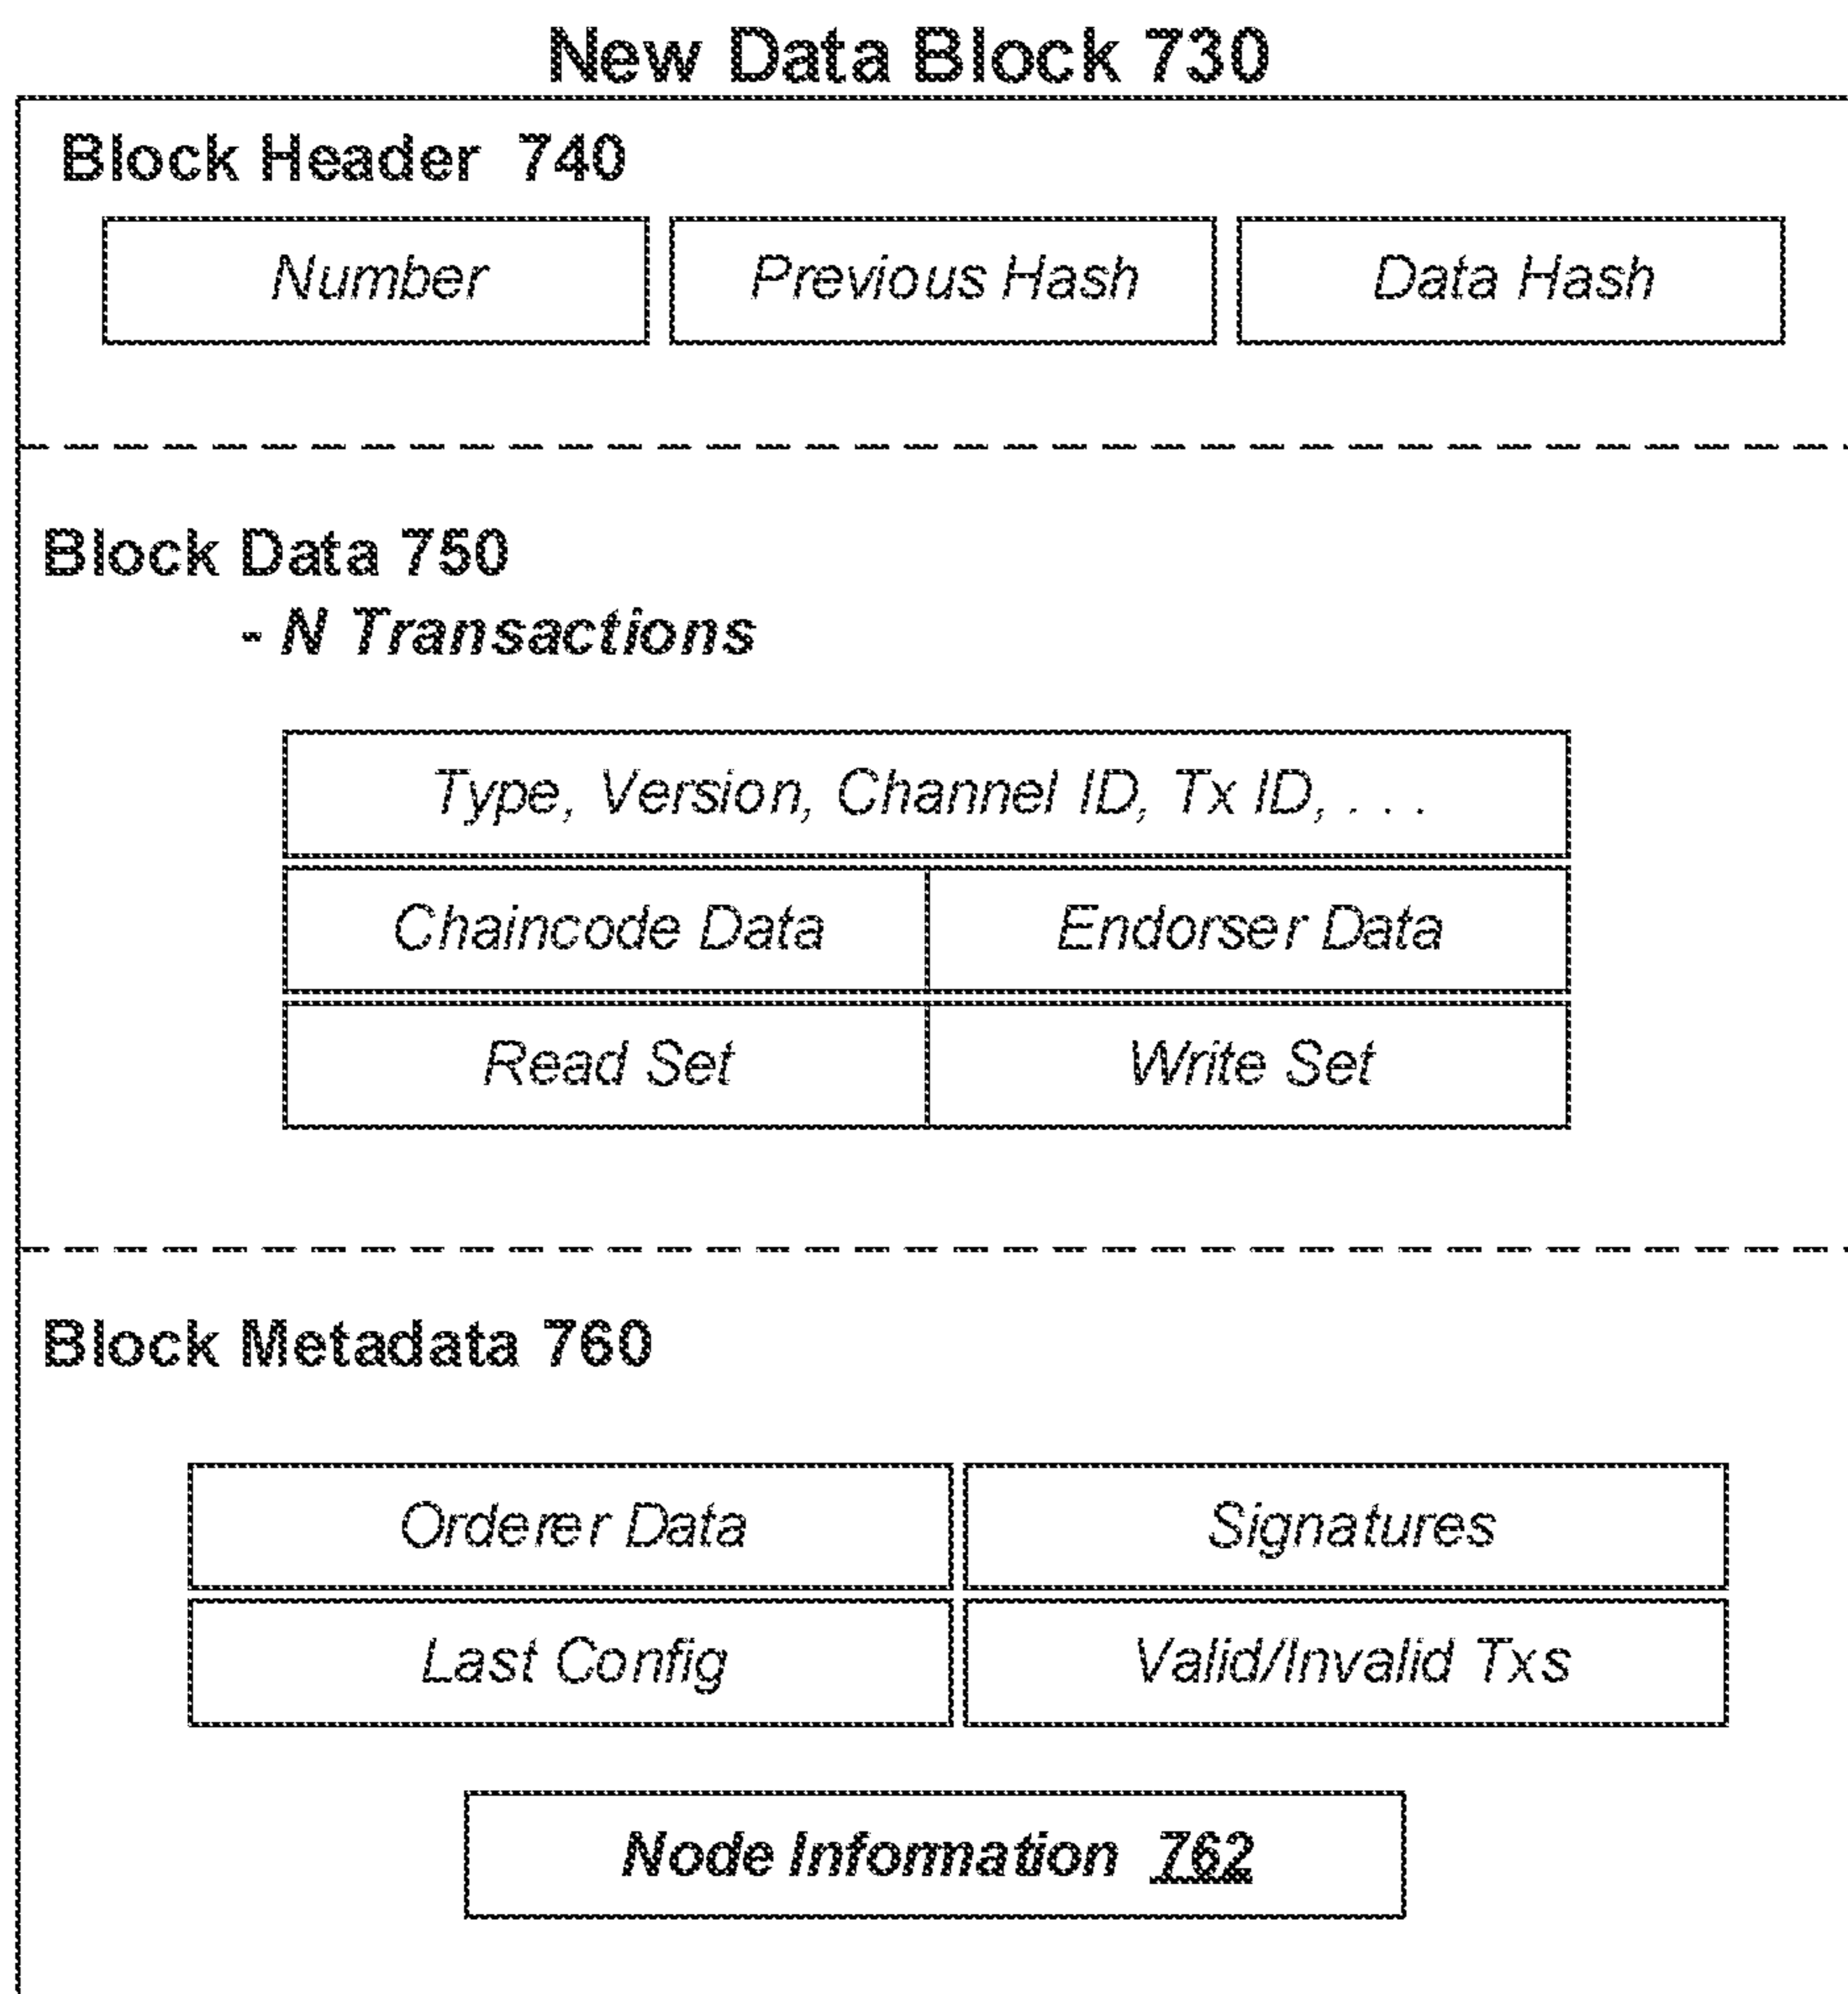 New Data Block 730
Block Header 740
Number
Previous Hash
Data Hash
Block Data 750
- N Transactions
Type, Version, Channel ID, Tx ID, . . .
Chaincode Data
Endorser Data
Read Set
Write Set
Block Metadata 760
Orderer Data
Signatures
Last Config
Valid/Invalid Txs
Node Information 762